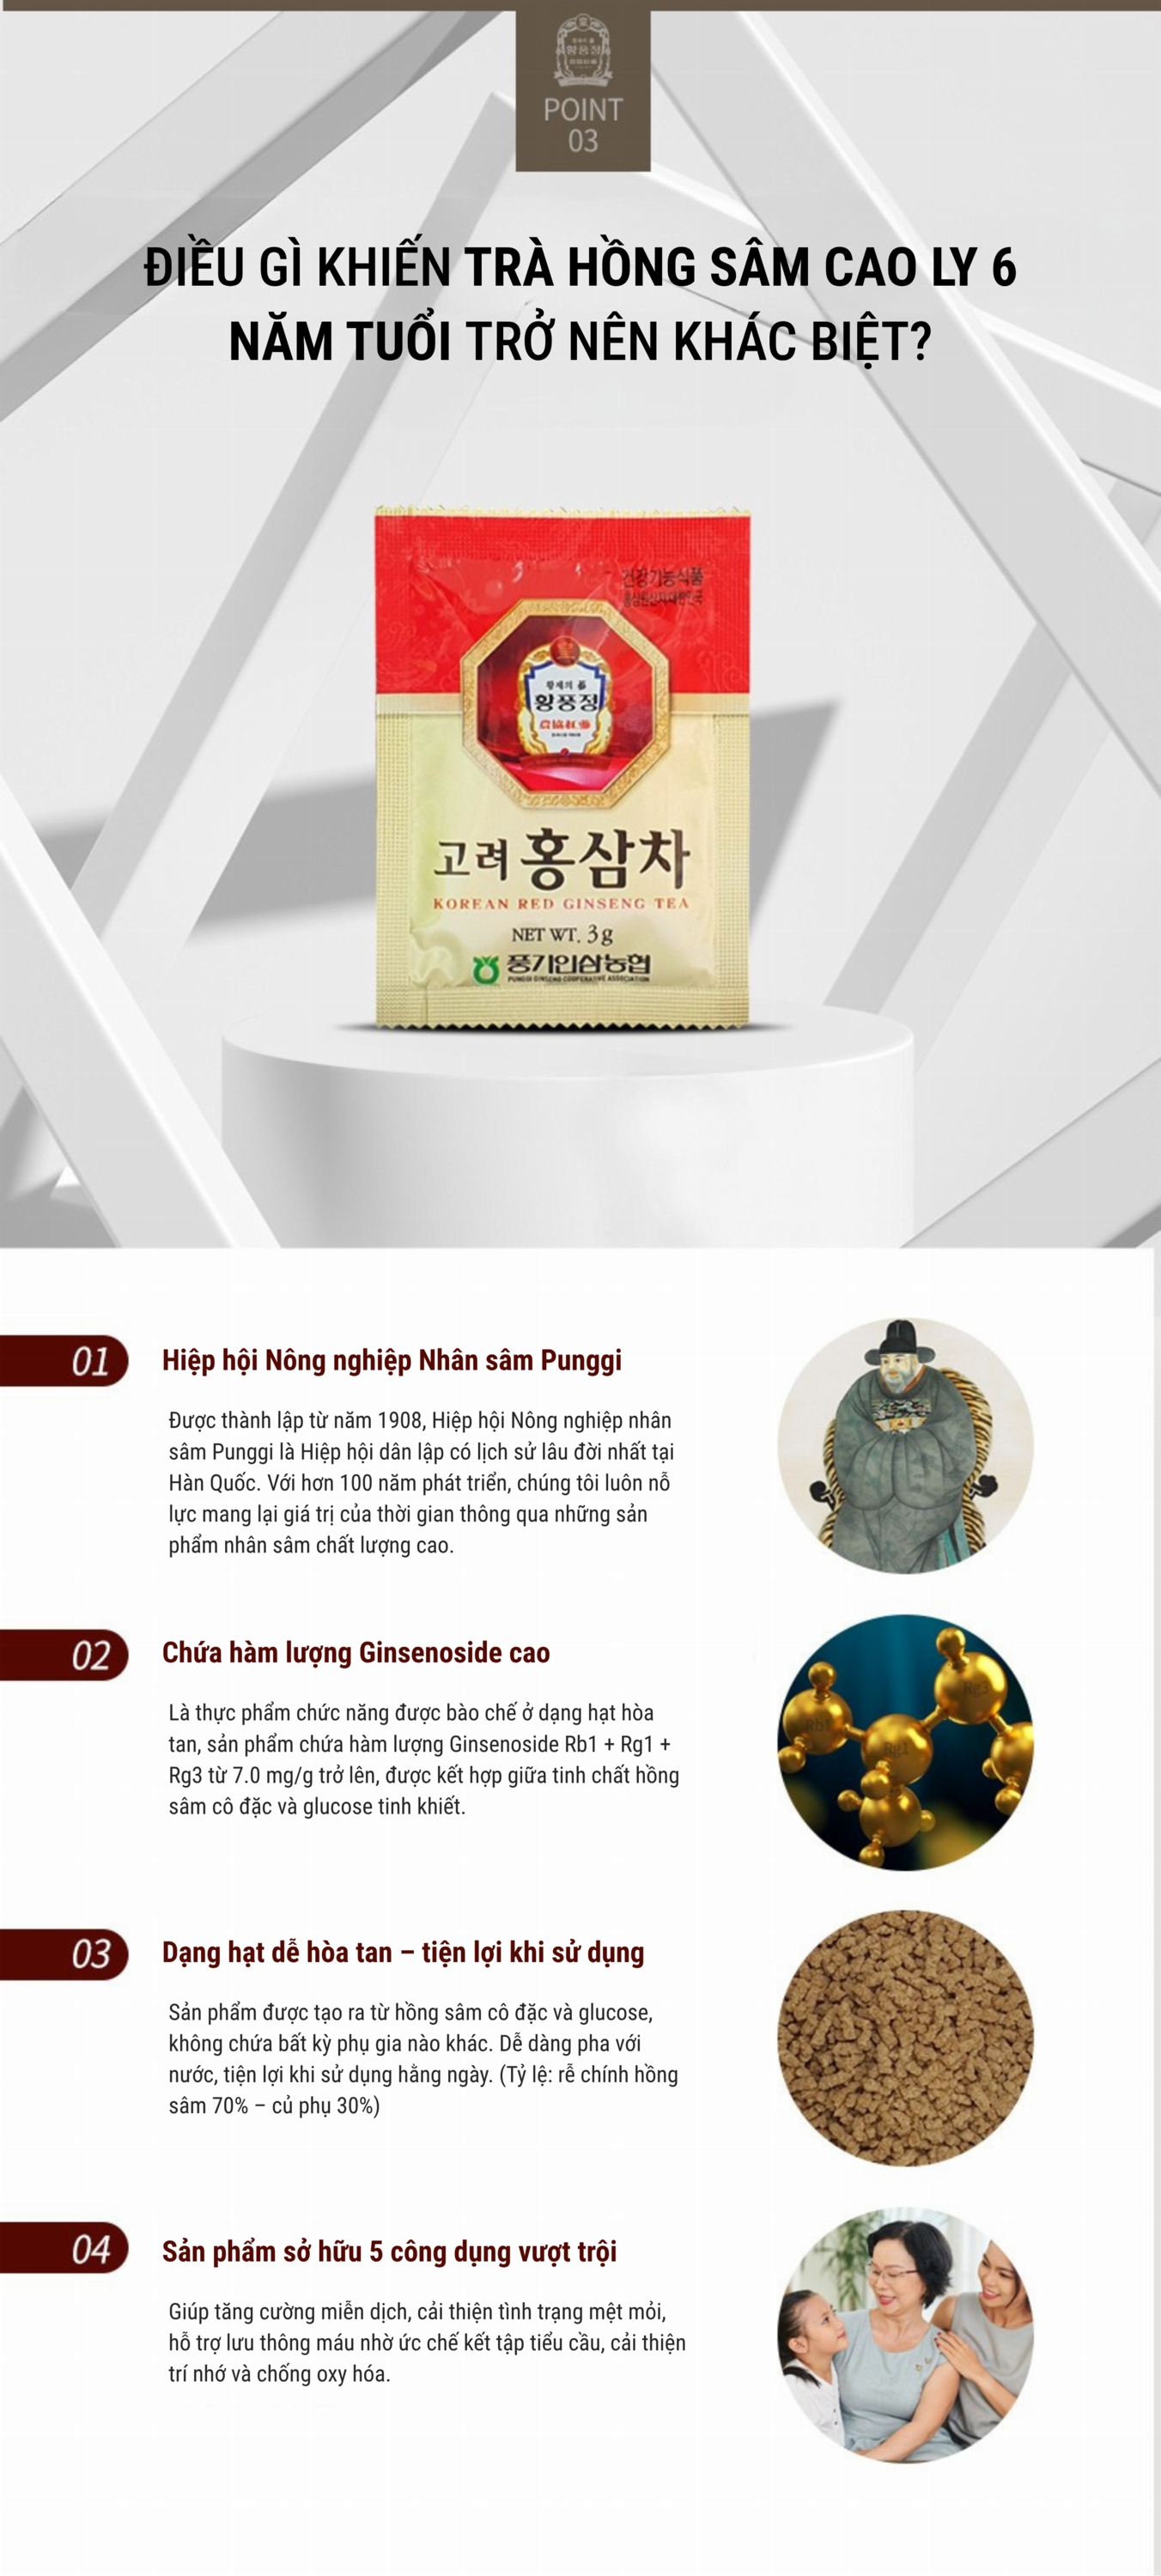 황풍정
POINT
03
ĐIỀU GÌ KHIẾN TRÀ HỒNG SÂM CAO LY 6
NĂM TUỔI TRỞ NÊN KHÁC BIỆT?
건강기능식품
황제의 蔘
황풍정
農協紅蔘
고려 홍삼차
KOREAN RED GINSENG TEA
NET WT. 3g
풍기인삼농협
PUNGGI GINSENG COOPERATIVE ASSOCIATION
01
Hiệp hội Nông nghiệp Nhân sâm Punggi
Được thành lập từ năm 1908, Hiệp hội Nông nghiệp nhân
sâm Punggi là Hiệp hội dân lập có lịch sử lâu đời nhất tại
Hàn Quốc. Với hơn 100 năm phát triển, chúng tôi luôn nỗ
lực mang lại giá trị của thời gian thông qua những sản
phẩm nhân sâm chất lượng cao.
02
Chứa hàm lượng Ginsenoside cao
Là thực phẩm chức năng được bào chế ở dạng hạt hòa
tan, sản phẩm chứa hàm lượng Ginsenoside Rb1 + Rg1 +
Rg3 từ 7.0 mg/g trở lên, được kết hợp giữa tinh chất hồng
sâm cô đặc và glucose tinh khiết.
Rg3
Rb1
Rg1
03
Dạng hạt dễ hòa tan – tiện lợi khi sử dụng
Sản phẩm được tạo ra từ hồng sâm cô đặc và glucose,
không chứa bất kỳ phụ gia nào khác. Dễ dàng pha với
nước, tiện lợi khi sử dụng hằng ngày. (Tỷ lệ: rễ chính hồng
sâm 70% – củ phụ 30%)
04
Sản phẩm sở hữu 5 công dụng vượt trội
Giúp tăng cường miễn dịch, cải thiện tình trạng mệt mỏi,
hỗ trợ lưu thông máu nhờ ức chế kết tập tiểu cầu, cải thiện
trí nhớ và chống oxy hóa.